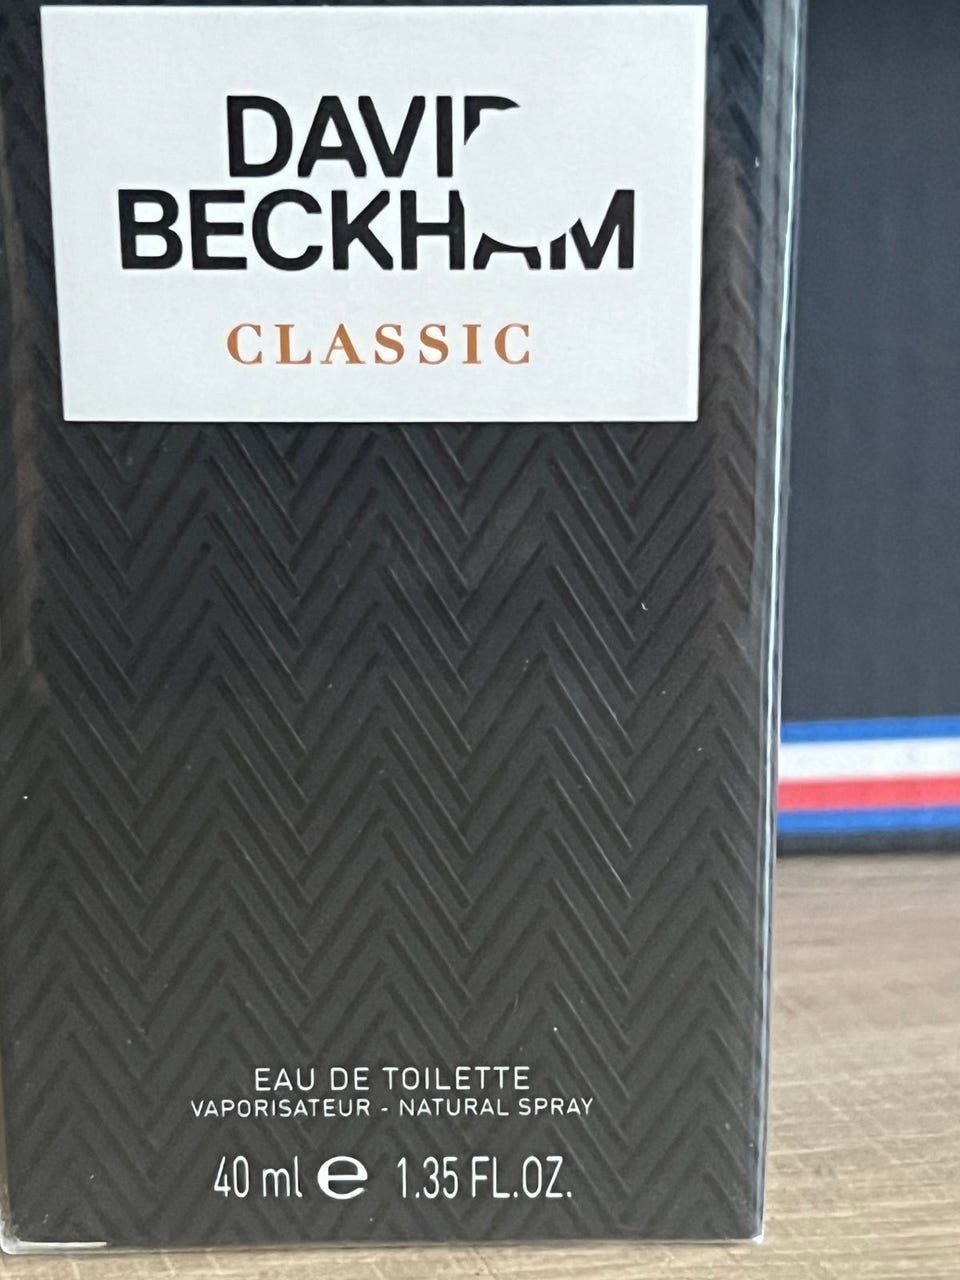 DAVID
BECKHAM
CLASSIC
EAU DE TOILETTE
VAPORISATEUR - NATURAL SPRAY
40 ml e 1.35 FL.OZ.